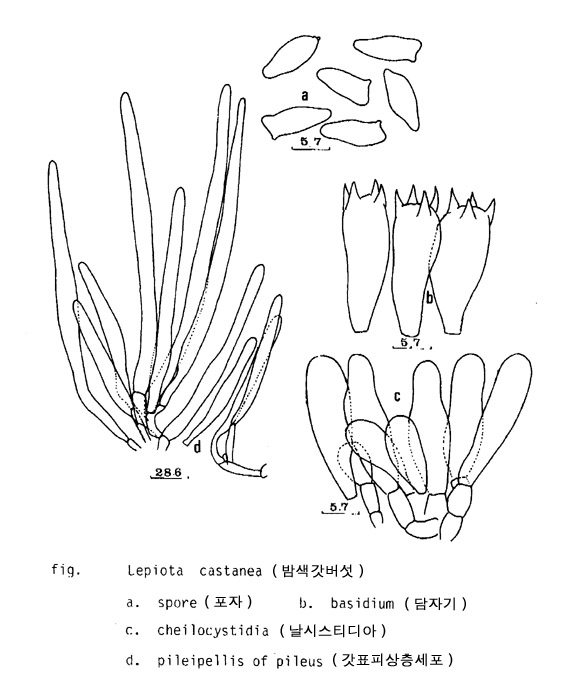 a
5.7
b
5.7
c
d
28.6
5.7
fig. Lepiota castanea (밤색갓버섯)
a. spore (포자) b. basidium (담자기)
c. cheilocystidia (날시스티디아)
d. pileipellis of pileus (갓표피상층세포)